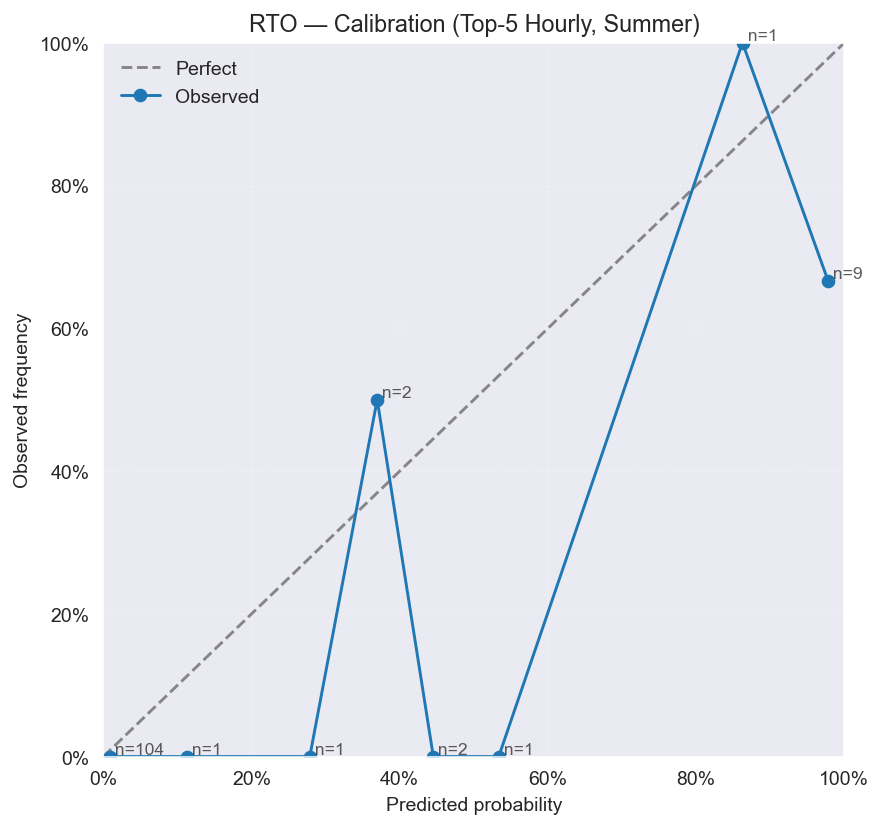 RTO — Calibration (Top-5 Hourly, Summer)
100%
80%
60%
40%
20%
0%
Observed frequency
Perfect
Observed
n=1
n=9
n=2
n=104
n=1
n=1
n=2
n=1
0%
20%
40%
60%
80%
100%
Predicted probability